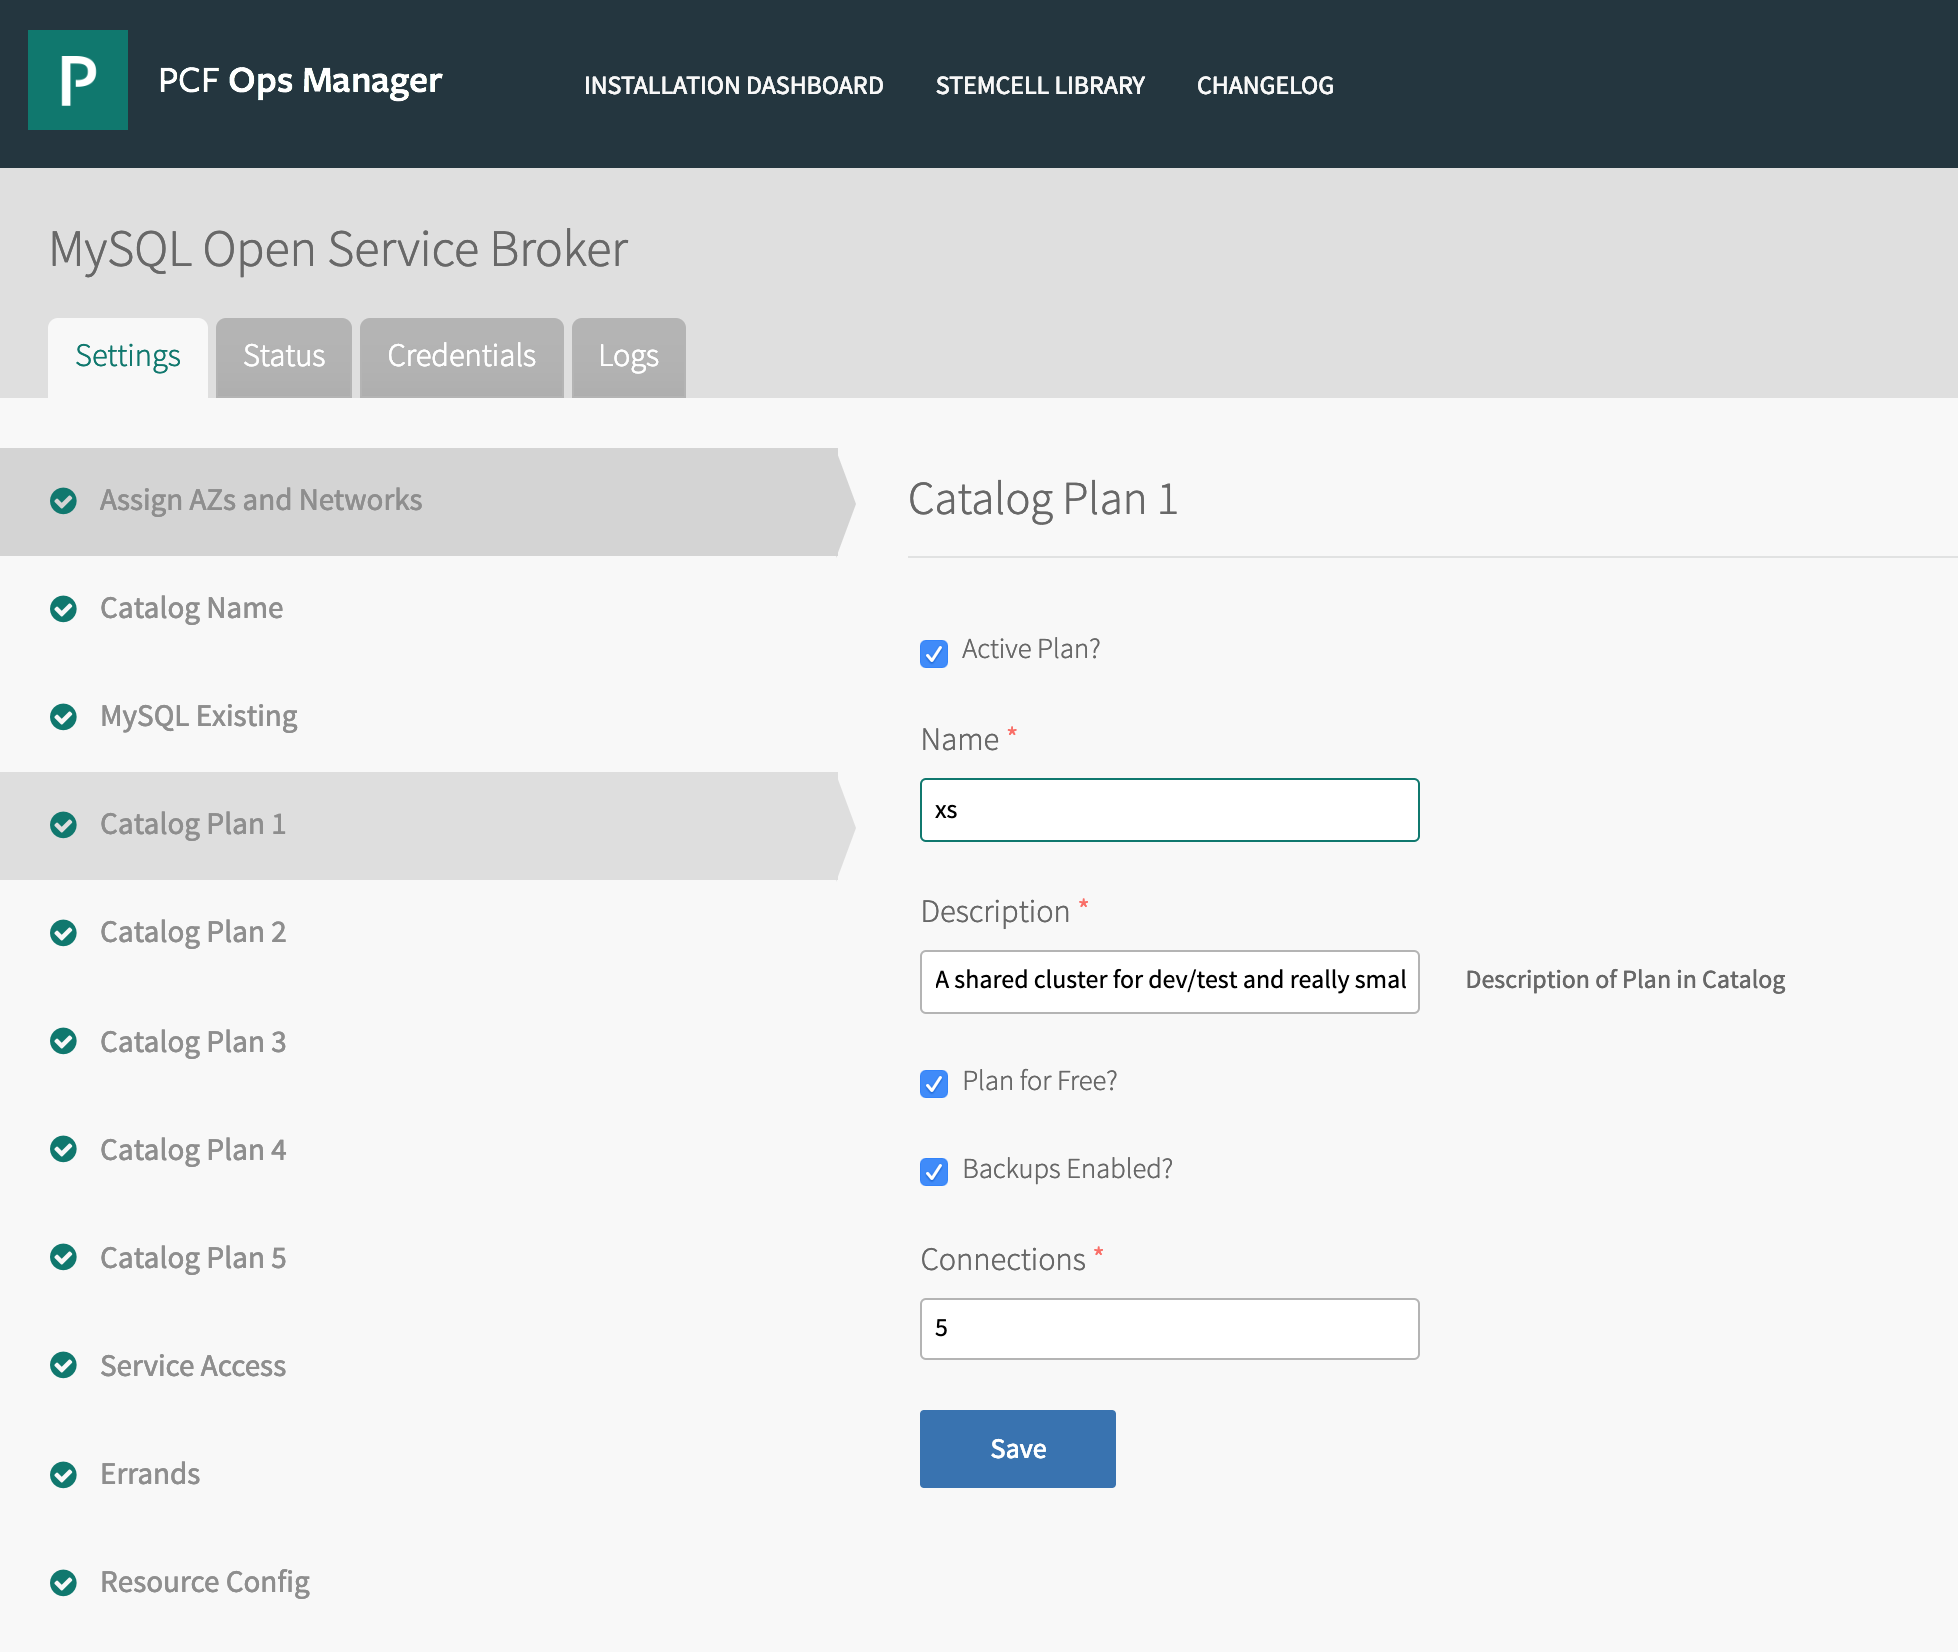 P
PCF Ops Manager
INSTALLATION DASHBOARD
STEMCELL LIBRARY
CHANGELOG
MySQL Open Service Broker
Settings
Status
Credentials
Logs
Assign AZs and Networks
Catalog Name
MySQL Existing
Catalog Plan 1
Catalog Plan 2
Catalog Plan 3
Catalog Plan 4
Catalog Plan 5
Service Access
Errands
Resource Config
Catalog Plan 1
Active Plan?
Name *
xs
Description *
A shared cluster for dev/test and really smal
Description of Plan in Catalog
Plan for Free?
Backups Enabled?
Connections *
5
Save